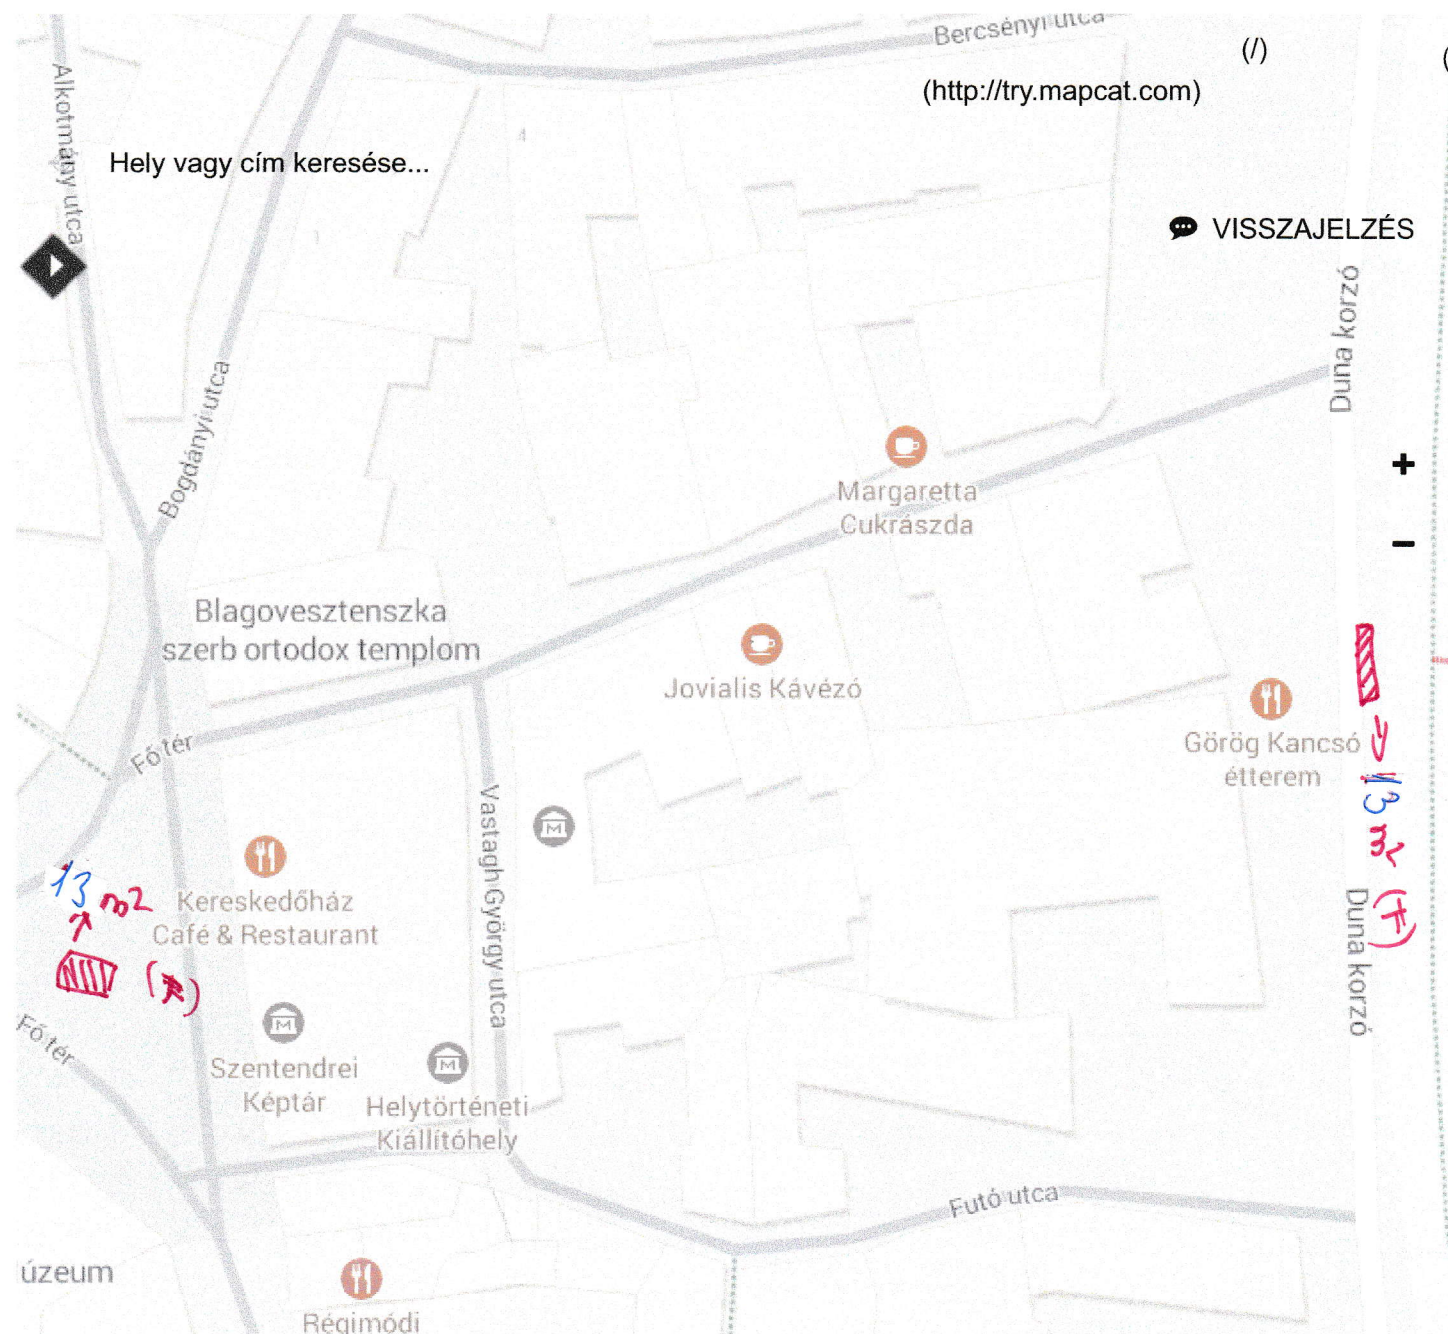 Bercsényi utca
(/)
(
(http://try.mapcat.com)
Alkotmány utca
Hely vagy cím keresése...
VISSZAJELZÉS
Duna korzó
Bogdányi utca
+
Margaretta
Cukrászda
−
Blagovesztenszka
szerb ortodox templom
Jovialis Kávézó
Görög Kancsó
étterem
Fő tér
Vastagh György utca
M
13 m2
13 m2
Kereskedőház
Café & Restaurant
Duna korzó
Fő tér
M
Szentendrei
Képtár
M
Helytörténeti
Kiállítóhely
Futó utca
úzeum
Régimódi